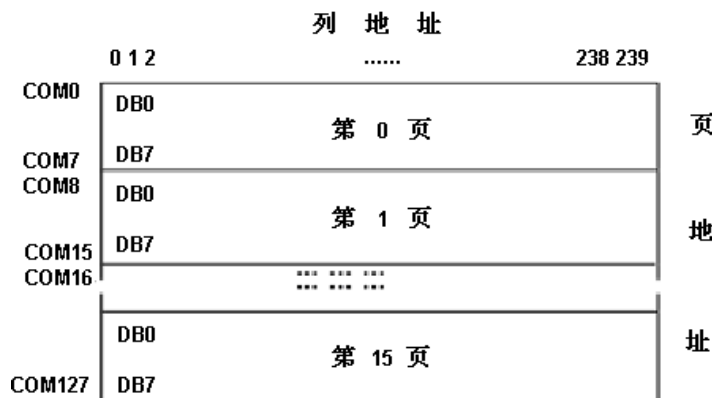 列 地 址
0 1 2 ...... 238 239
COM0
DB0
第 0 页
页
COM7
DB7
COM8
DB0
第 1 页
地
COM15
DB7
COM16
DB0
第 15 页
址
COM127
DB7